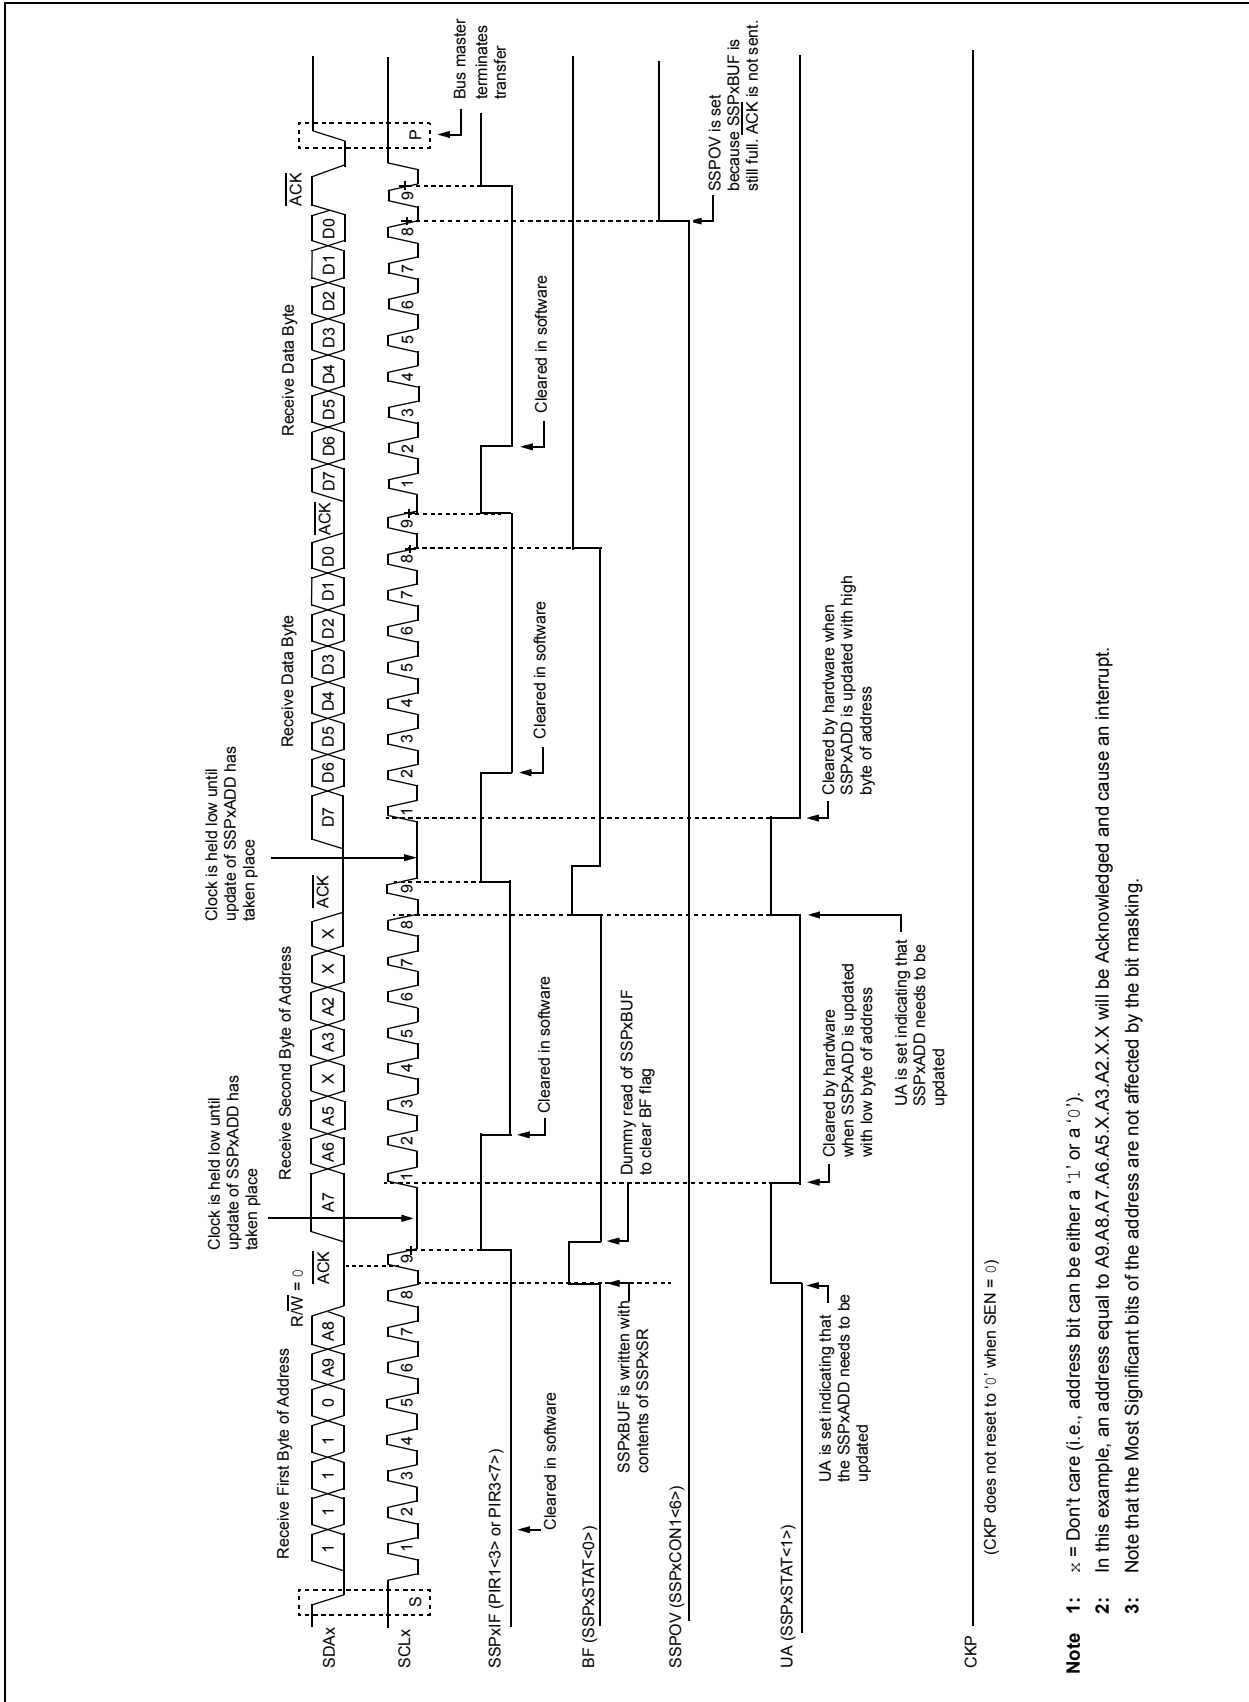 Receive First Byte of Address
R/W = 0
ACK
Clock is held low until
update of SSPxADD has
taken place
Receive Second Byte of Address
ACK
Clock is held low until
update of SSPxADD has
taken place
Receive Data Byte
ACK
Receive Data Byte
ACK
SDAx
1 1 1 1 0 A9 A8 A7 A6 A5 X A3 A2 X X D7 D6 D5 D4 D3 D2 D1 D0 D7 D6 D5 D4 D3 D2 D1 D0
SCLx
S 1 2 3 4 5 6 7 8 9 1 2 3 4 5 6 7 8 9 1 2 3 4 5 6 7 8 9 1 2 3 4 5 6 7 8 9 P
Bus master
terminates
transfer
SSPxIF (PIR1<3> or PIR3<7>)
Cleared in software
Cleared in software
Cleared in software
Cleared in software
BF (SSPxSTAT<0>)
SSPxBUF is written with
contents of SSPxSR
Dummy read of SSPxBUF
to clear BF flag
SSPOV (SSPxCON1<6>)
SSPOV is set
because SSPxBUF is
still full. ACK is not sent.
UA (SSPxSTAT<1>)
UA is set indicating that
the SSPxADD needs to be
updated
Cleared by hardware
when SSPxADD is updated
with low byte of address
UA is set indicating that
SSPxADD needs to be
updated
Cleared by hardware when
SSPxADD is updated with high
byte of address
CKP
(CKP does not reset to ‘0’ when SEN = 0)
Note 1: x = Don't care (i.e., address bit can be either a ‘1’ or a ‘0’).
2: In this example, an address equal to A9.A8.A7.A6.A5.X.A3.A2.X.X will be Acknowledged and cause an interrupt.
3: Note that the Most Significant bits of the address are not affected by the bit masking.